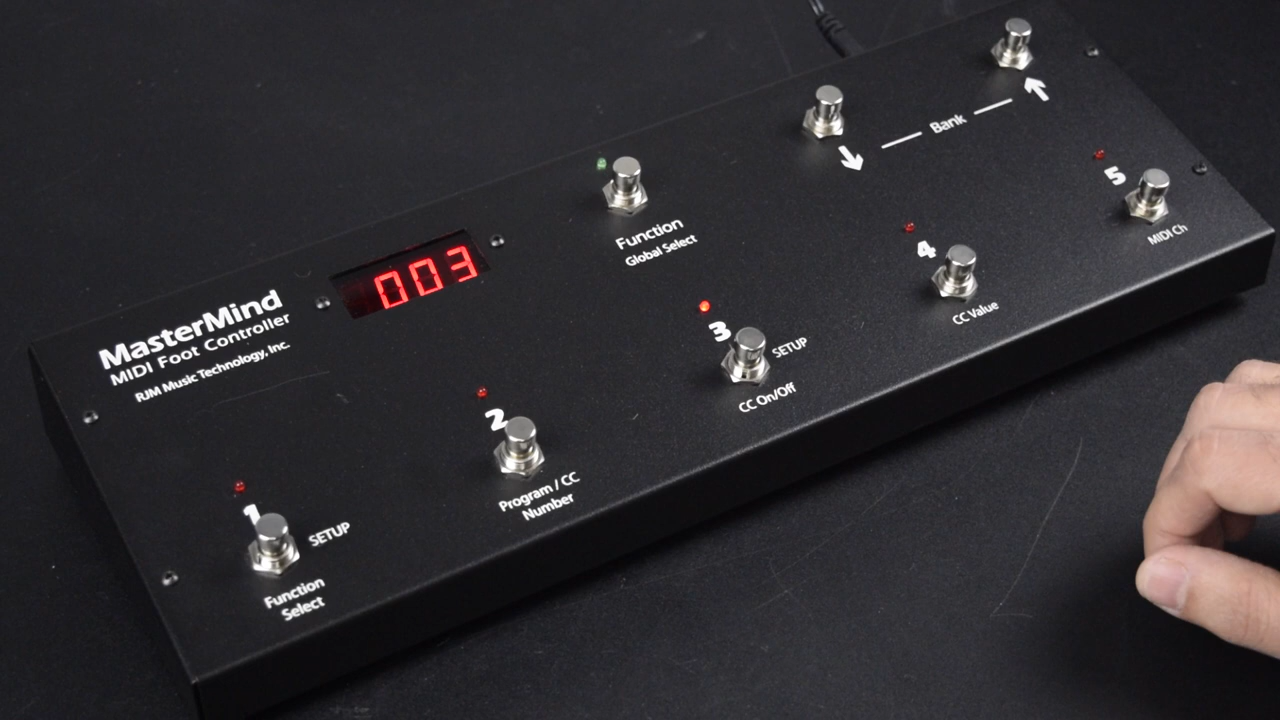 MasterMind
MIDI Foot Controller
RJM Music Technology, Inc.
003
Function
Global Select
Bank
1
SETUP
Function
Select
2
Program / CC
Number
3
SETUP
CC On/Off
4
CC Value
5
MIDI Ch